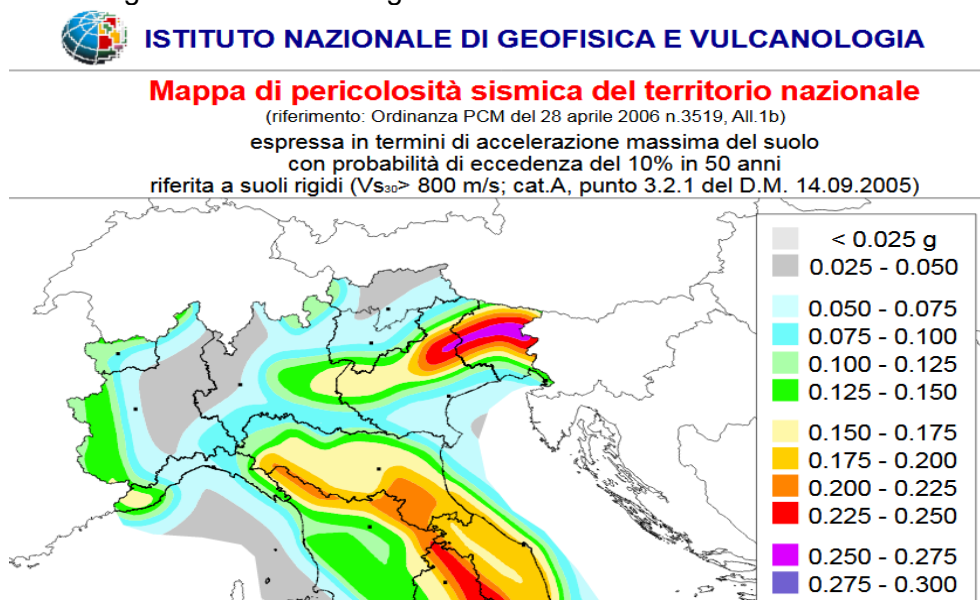 ISTITUTO NAZIONALE DI GEOFISICA E VULCANOLOGIA
Mappa di pericolosità sismica del territorio nazionale
(riferimento: Ordinanza PCM del 28 aprile 2006 n.3519, All.1b)
espressa in termini di accelerazione massima del suolo
con probabilità di eccedenza del 10% in 50 anni
riferita a suoli rigidi (Vs₃₀> 800 m/s; cat.A, punto 3.2.1 del D.M. 14.09.2005)
< 0.025 g
0.025 - 0.050
0.050 - 0.075
0.075 - 0.100
0.100 - 0.125
0.125 - 0.150
0.150 - 0.175
0.175 - 0.200
0.200 - 0.225
0.225 - 0.250
0.250 - 0.275
0.275 - 0.300